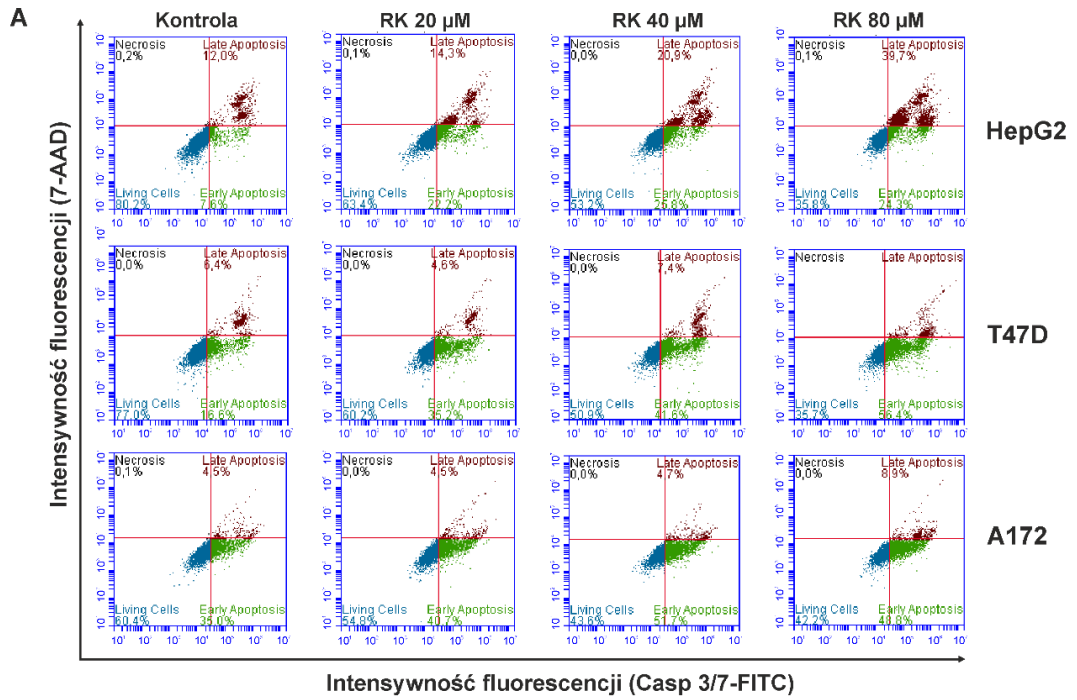 A
Kontrola
RK 20 µM
RK 40 µM
RK 80 µM
Intensywność fluorescencji (7-AAD)
Necrosis Late Apoptosis
0,2% 12,0%
Living Cells Early Apoptosis
80,2% 7,6%
Necrosis Late Apoptosis
0,1% 14,3%
Living Cells Early Apoptosis
63,4% 22,2%
Necrosis Late Apoptosis
0,0% 20,9%
Living Cells Early Apoptosis
53,2% 25,8%
Necrosis Late Apoptosis
0,1% 39,7%
Living Cells Early Apoptosis
35,8% 24,3%
HepG2
Necrosis Late Apoptosis
0,0% 6,4%
Living Cells Early Apoptosis
77,0% 16,6%
Necrosis Late Apoptosis
0,0% 4,6%
Living Cells Early Apoptosis
60,2% 35,2%
Necrosis Late Apoptosis
0,0% 7,4%
Living Cells Early Apoptosis
50,9% 41,6%
Necrosis Late Apoptosis
Living Cells Early Apoptosis
35,7% 56,4%
T47D
Necrosis Late Apoptosis
0,1% 4,5%
Living Cells Early Apoptosis
60,4% 35,0%
Necrosis Late Apoptosis
0,0% 4,5%
Living Cells Early Apoptosis
54,8% 40,7%
Necrosis Late Apoptosis
0,0% 4,7%
Living Cells Early Apoptosis
43,6% 51,7%
Necrosis Late Apoptosis
0,0% 8,9%
Living Cells Early Apoptosis
42,2% 48,8%
A172
Intensywność fluorescencji (Casp 3/7-FITC)